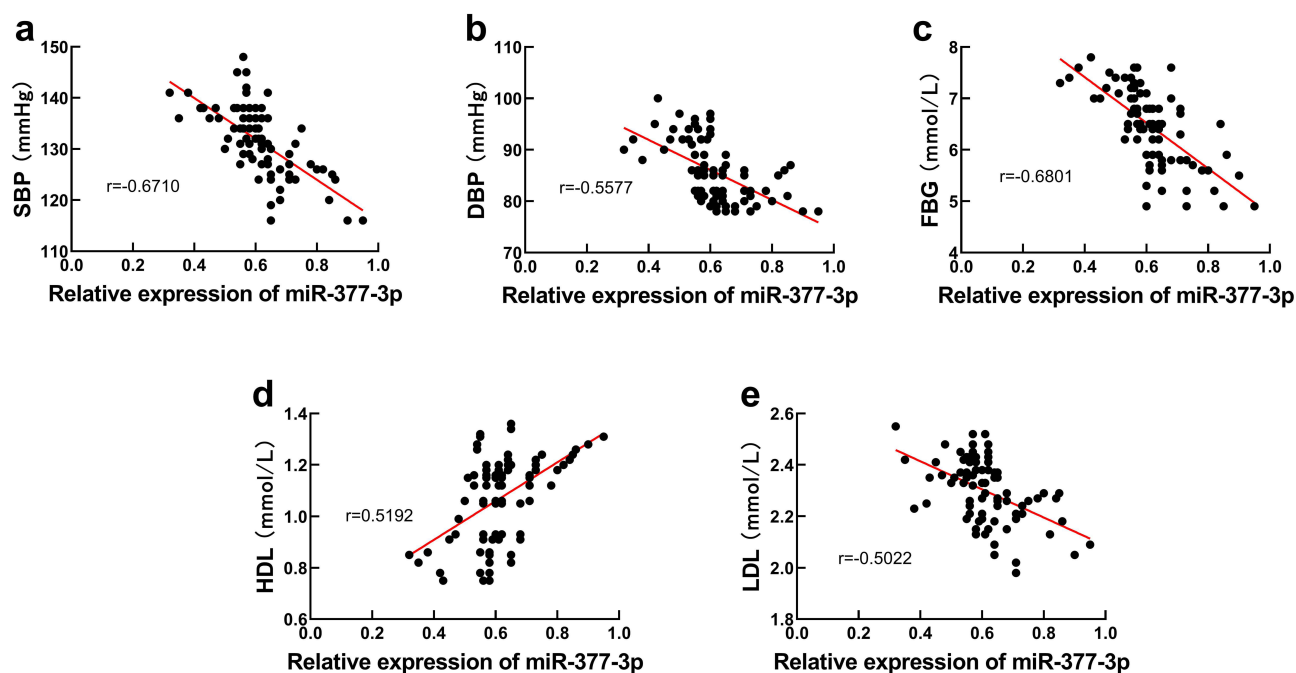 a
SBP (mmHg)
150
140
130
120
110
r=-0.6710
0.0 0.2 0.4 0.6 0.8 1.0
Relative expression of miR-377-3p
b
DBP (mmHg)
110
100
90
80
70
r=-0.5577
0.0 0.2 0.4 0.6 0.8 1.0
Relative expression of miR-377-3p
c
FBG (mmol/L)
8
7
6
5
4
r=-0.6801
0.0 0.2 0.4 0.6 0.8 1.0
Relative expression of miR-377-3p
d
HDL (mmol/L)
1.4
1.2
1.0
0.8
0.6
r=0.5192
0.0 0.2 0.4 0.6 0.8 1.0
Relative expression of miR-377-3p
e
LDL (mmol/L)
2.6
2.4
2.2
2.0
1.8
r=-0.5022
0.0 0.2 0.4 0.6 0.8 1.0
Relative expression of miR-377-3p